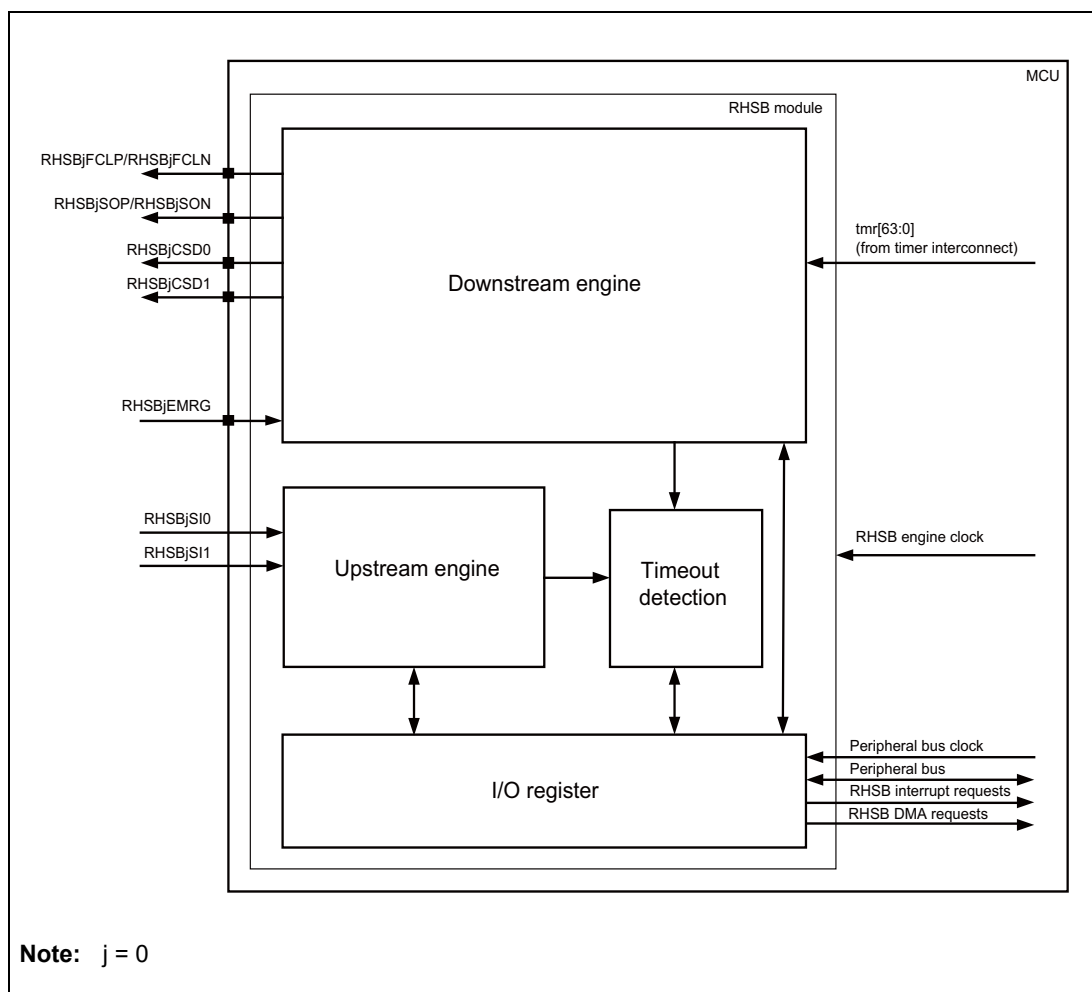 MCU
RHSB module
RHSBjFCLP/RHSBjFCLN
RHSBjSOP/RHSBjSON
RHSBjCSD0
RHSBjCSD1
Downstream engine
tmr[63:0]
(from timer interconnect)
RHSBjEMRG
RHSBjSI0
RHSBjSI1
Upstream engine
Timeout
detection
RHSB engine clock
I/O register
Peripheral bus clock
Peripheral bus
RHSB interrupt requests
RHSB DMA requests
Note: j = 0